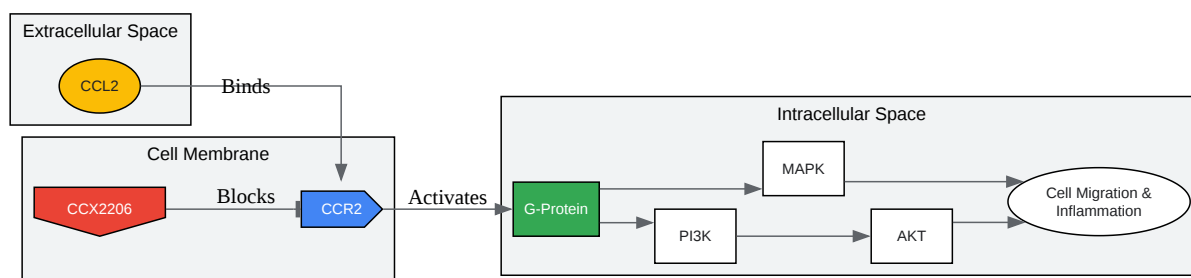 Extracellular Space
CCL2
Binds
Cell Membrane
CCX2206
Blocks
CCR2
Activates
Intracellular Space
G-Protein
MAPK
PI3K
AKT
Cell Migration &
Inflammation